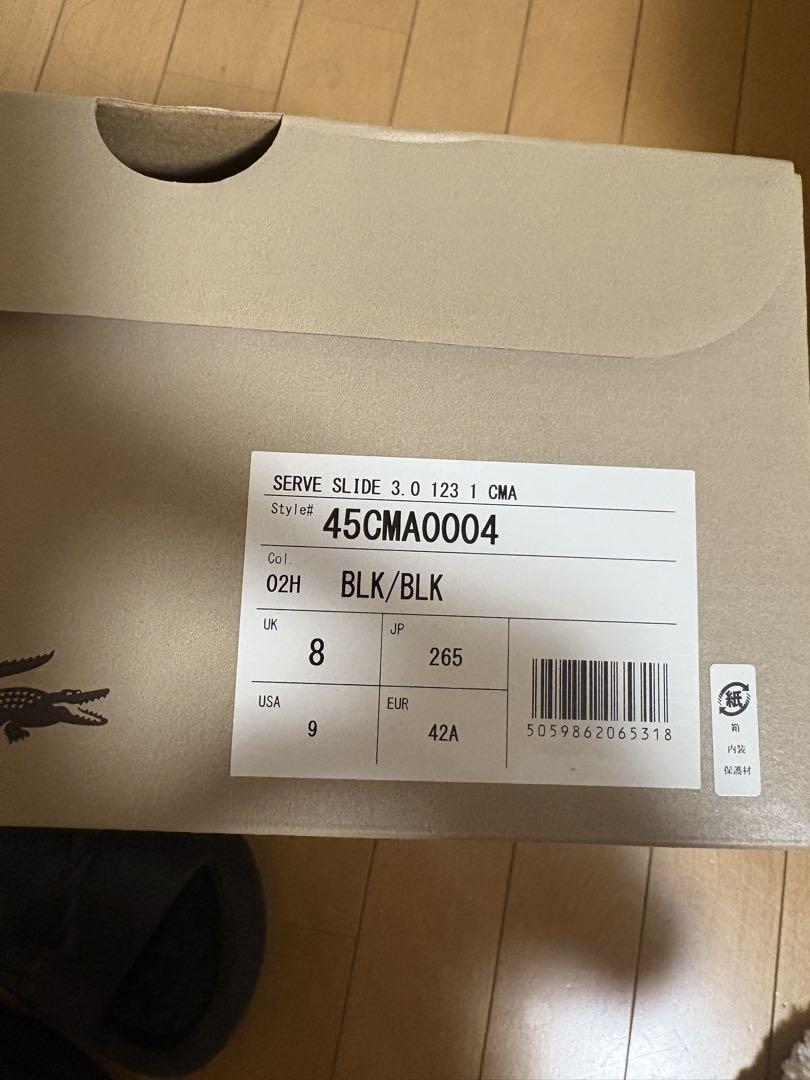 SERVE SLIDE 3.0 123 1 CMA
Style# 45CMA0004
Col.
02H BLK/BLK
UK
8
JP
265
USA
9
EUR
42A
5059862065318
紙
箱
内装
保護材